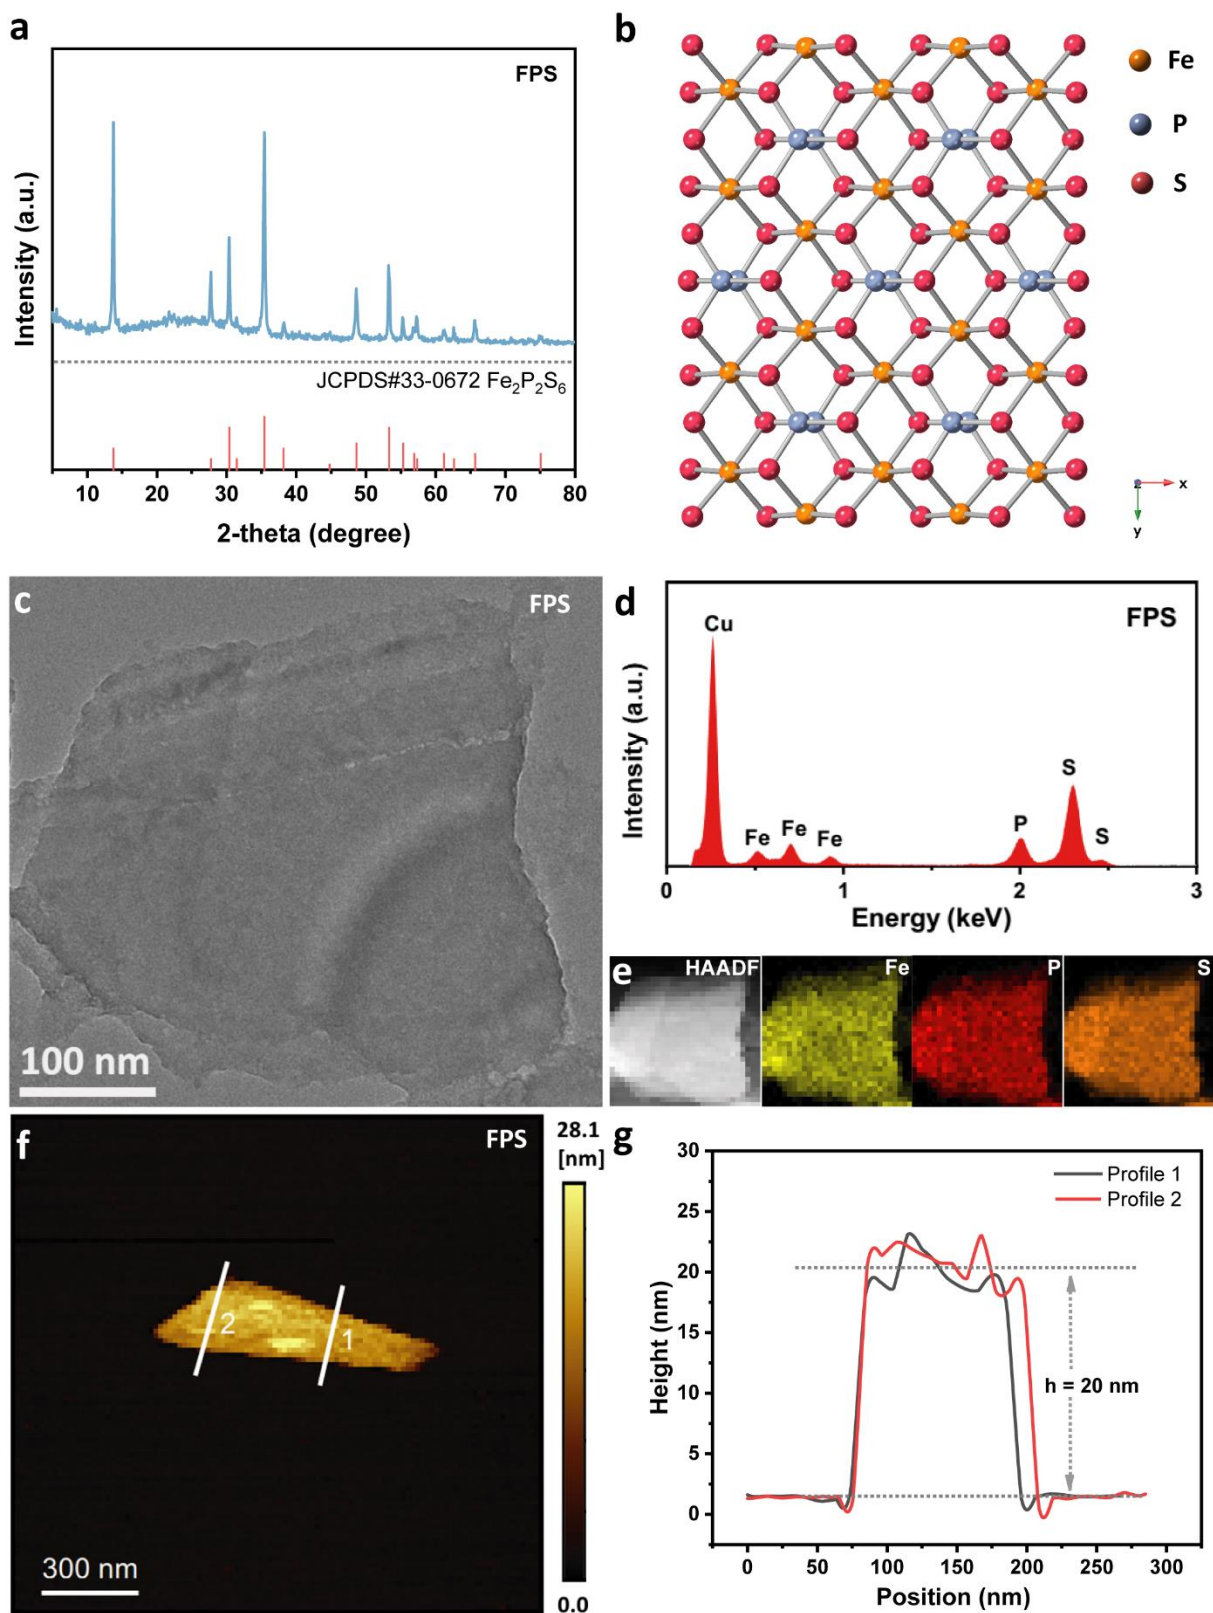 a
FPS
Intensity (a.u.)
JCPDS#33-0672 Fe₂P₂S₆
10 20 30 40 50 60 70 80
2-theta (degree)
b
Fe
P
S
z x
y
c
FPS
100 nm
d
FPS
Cu
Fe Fe Fe
P
S
S
Intensity (a.u.)
0 1 2 3
Energy (keV)
e
HAADF
Fe
P
S
f
FPS
28.1
[nm]
2
1
300 nm
0.0
g
30
25
20
15
10
5
0
Height (nm)
Profile 1
Profile 2
h = 20 nm
0 50 100 150 200 250 300
Position (nm)